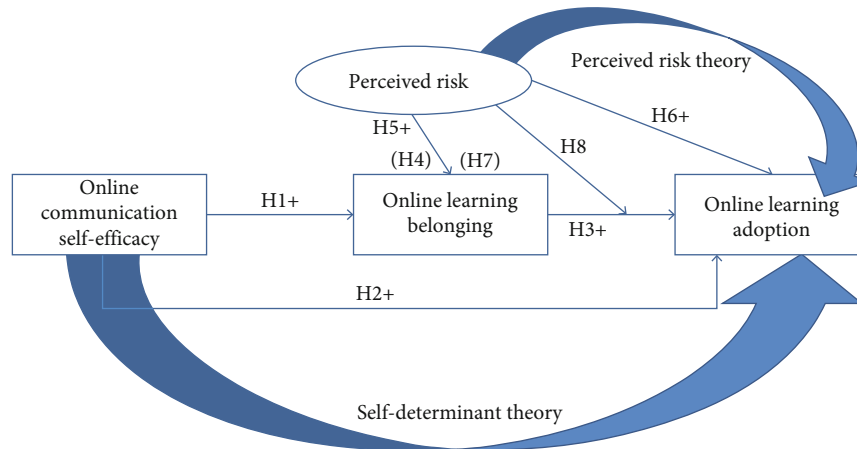 Perceived risk
Perceived risk theory
H5+
H6+
H8
(H4)
(H7)
Online
communication
self-efficacy
H1+
Online learning
belonging
H3+
Online learning
adoption
H2+
Self-determinant theory